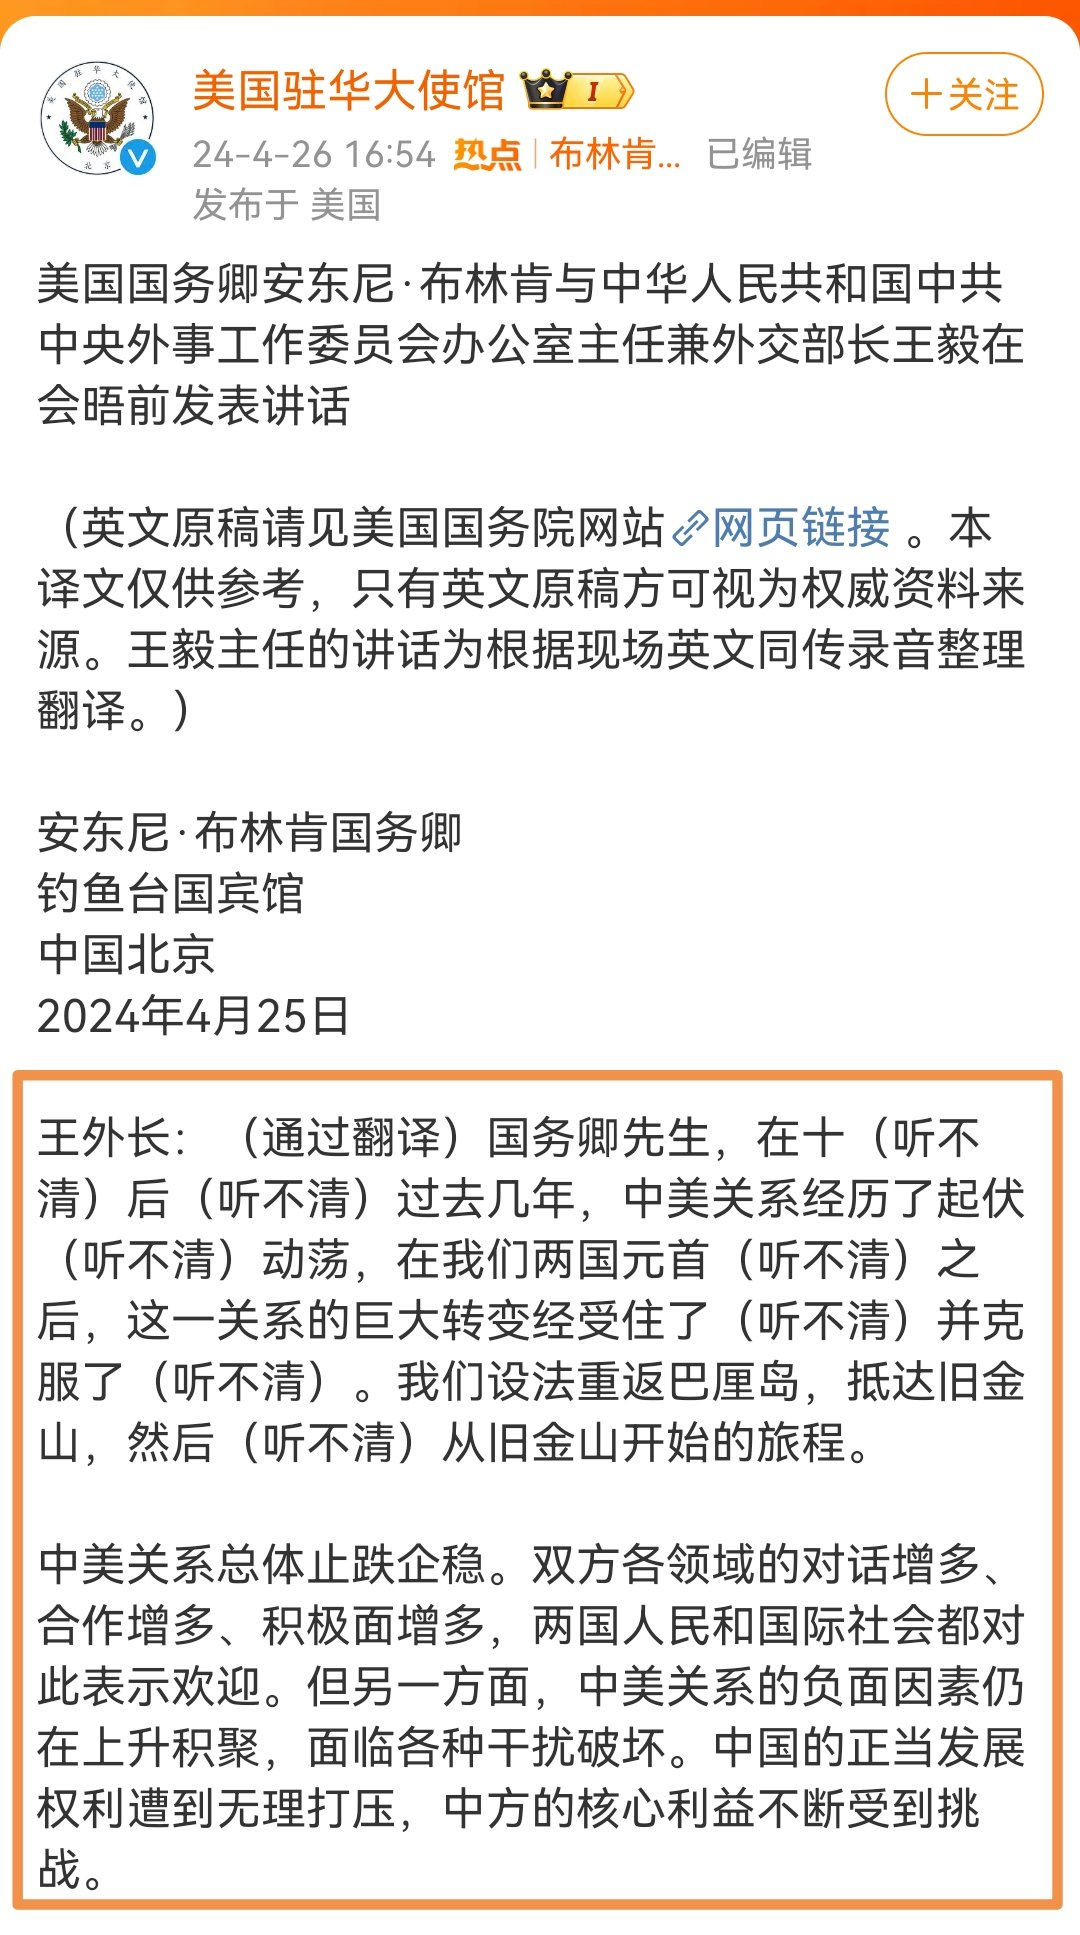 美国驻华大使馆 I
＋关注
24-4-26 16:54 热点 | 布林肯... 已编辑
发布于 美国
美国国务卿安东尼·布林肯与中华人民共和国中共
中央外事工作委员会办公室主任兼外交部长王毅在
会晤前发表讲话
（英文原稿请见美国国务院网站网页链接 。本
译文仅供参考，只有英文原稿方可视为权威资料来
源。王毅主任的讲话为根据现场英文同传录音整理
翻译。）
安东尼·布林肯国务卿
钓鱼台国宾馆
中国北京
2024年4月25日
王外长：（通过翻译）国务卿先生，在十（听不
清）后（听不清）过去几年，中美关系经历了起伏
（听不清）动荡，在我们两国元首（听不清）之
后，这一关系的巨大转变经受住了（听不清）并克
服了（听不清）。我们设法重返巴厘岛，抵达旧金
山，然后（听不清）从旧金山开始的旅程。
中美关系总体止跌企稳。双方各领域的对话增多、
合作增多、积极面增多，两国人民和国际社会都对
此表示欢迎。但另一方面，中美关系的负面因素仍
在上升积聚，面临各种干扰破坏。中国的正当发展
权利遭到无理打压，中方的核心利益不断受到挑
战。